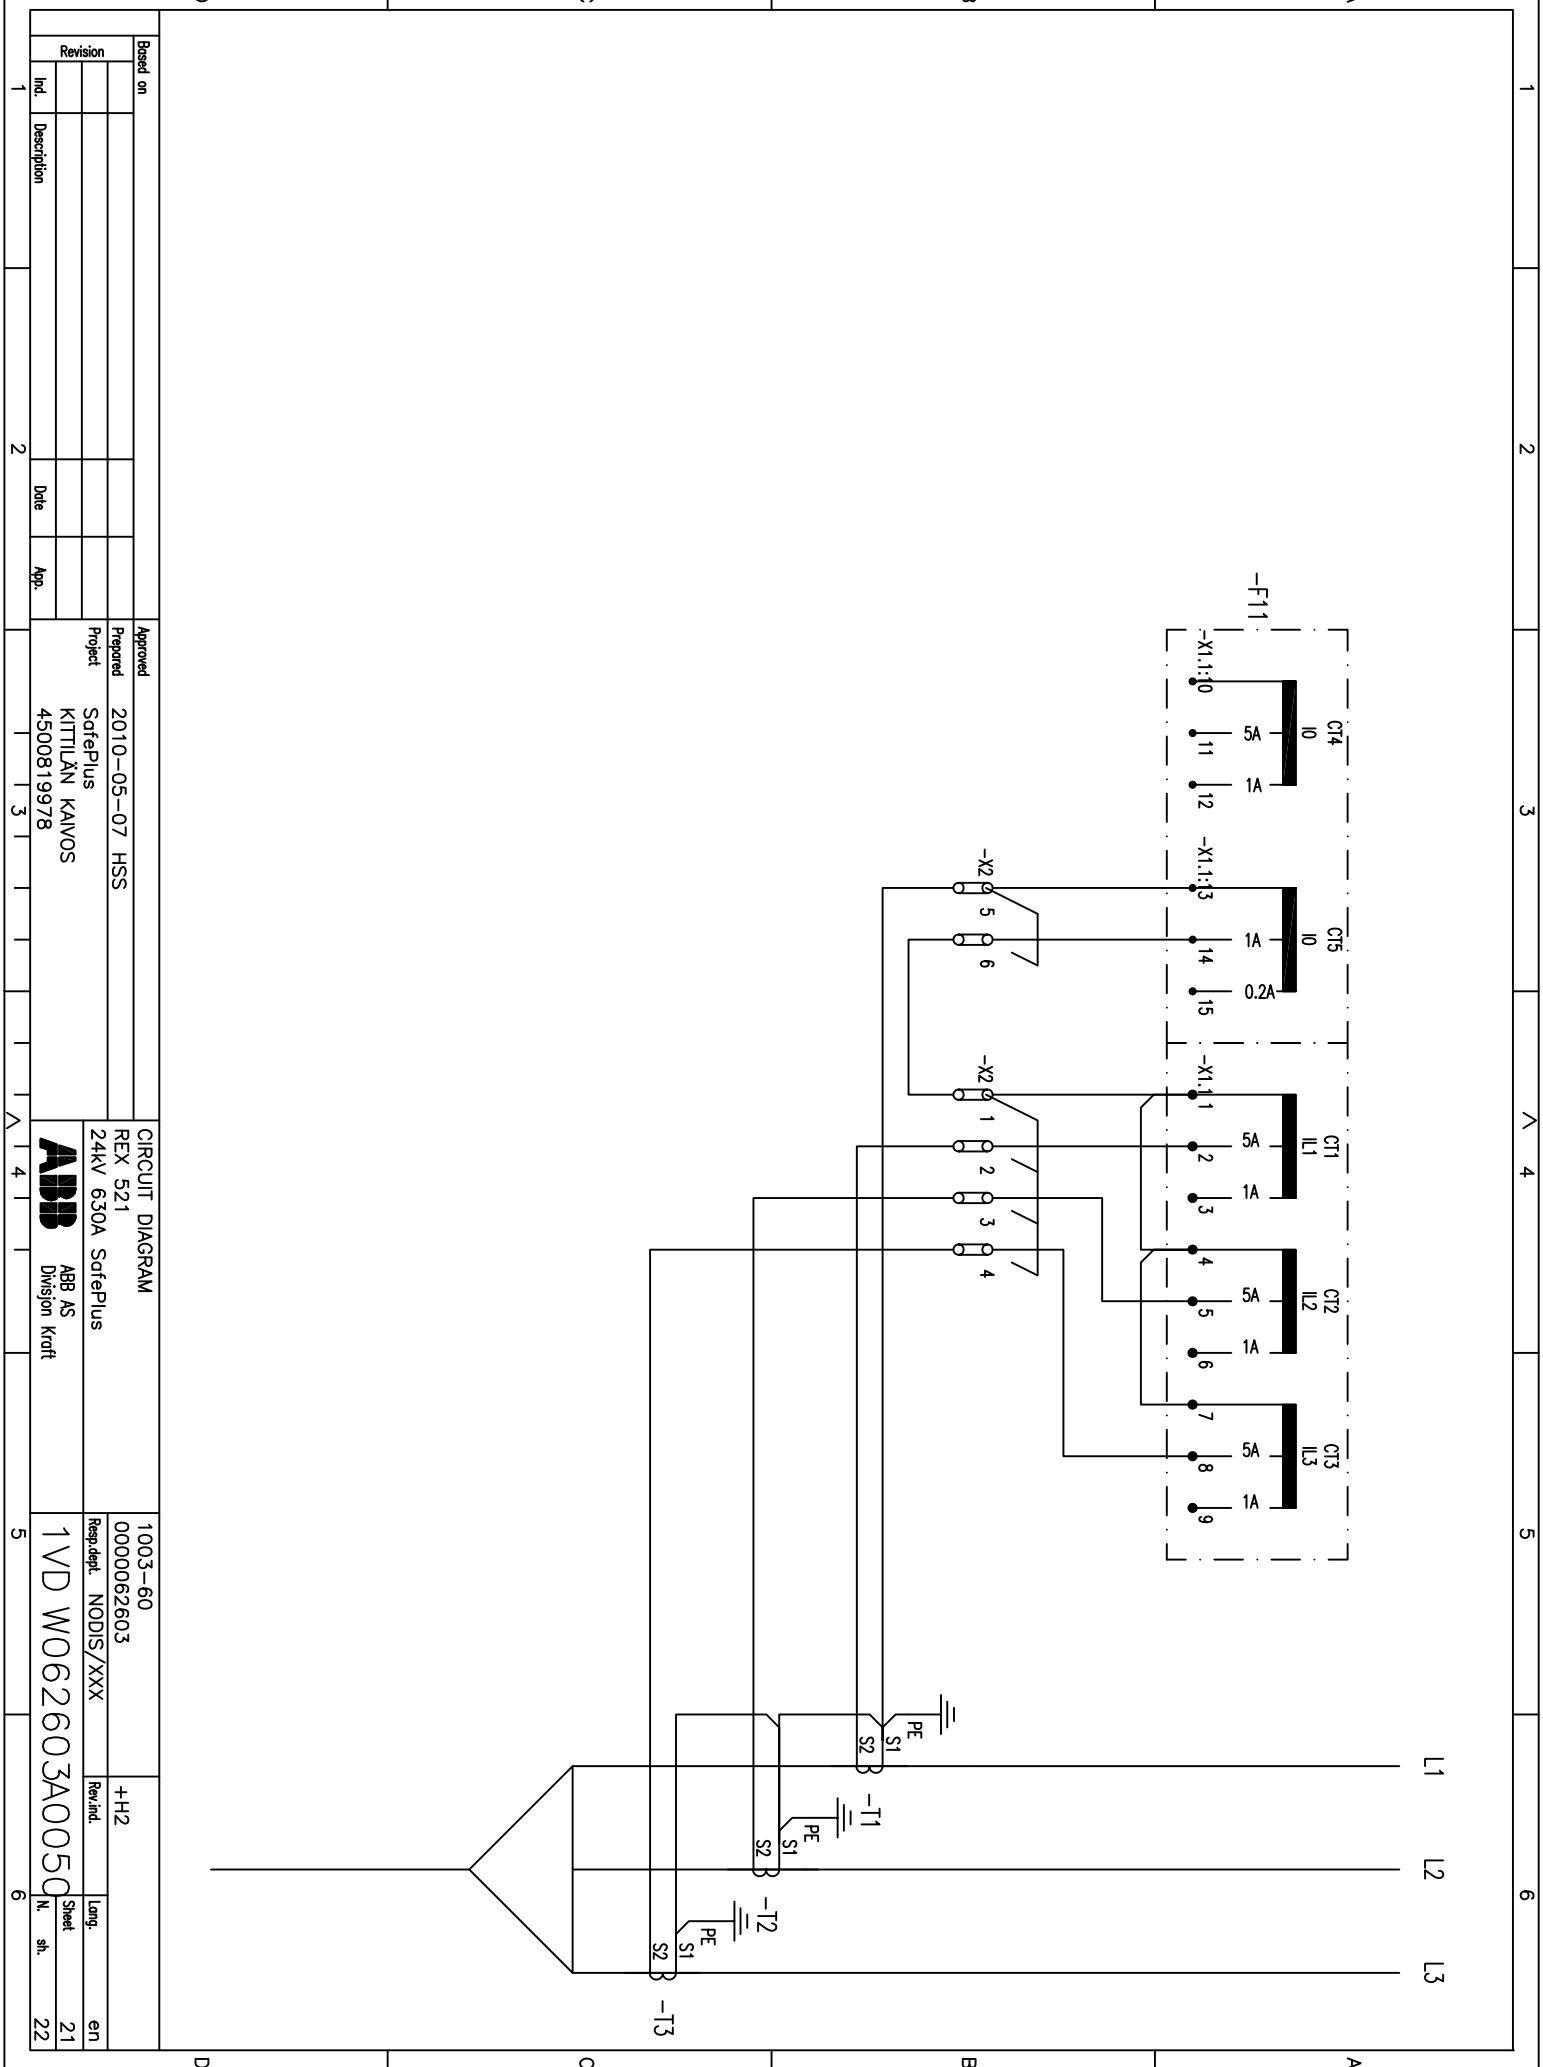 1 2 3 4 5 6
L1 L2 L3
CT4 CT5 CT1 CT2 CT3
I0 I0 IL1 IL2 IL3
-F11
5A 1A 1A 0.2A 5A 1A 5A 1A 5A 1A
-X1.1:10 11 12 -X1.1:13 14 15 -X1.1:1 2 3 4 5 6 7 8 9
-X2 5 6 -X2 1 2 3 4
PE
S1
S2
-T1
PE
S1
S2
-T2
PE
S1
S2
-T3
A
B
C
D
Based on
Revision
Ind. Description Date App.
Approved
Prepared 2010-05-07 HSS
Project SafePlus
KITTILÄN KAIVOS
4500819978
CIRCUIT DIAGRAM
REX 521
24kV 630A SafePlus
ABB
ABB AS
Divisjon Kraft
1003-60
0000062603
+H2
Resp.dept. NODIS/XXX
Rev.ind.
Lang. en
1VD W062603A0050
Sheet 21
N. sh. 22
1 2 3 4 5 6